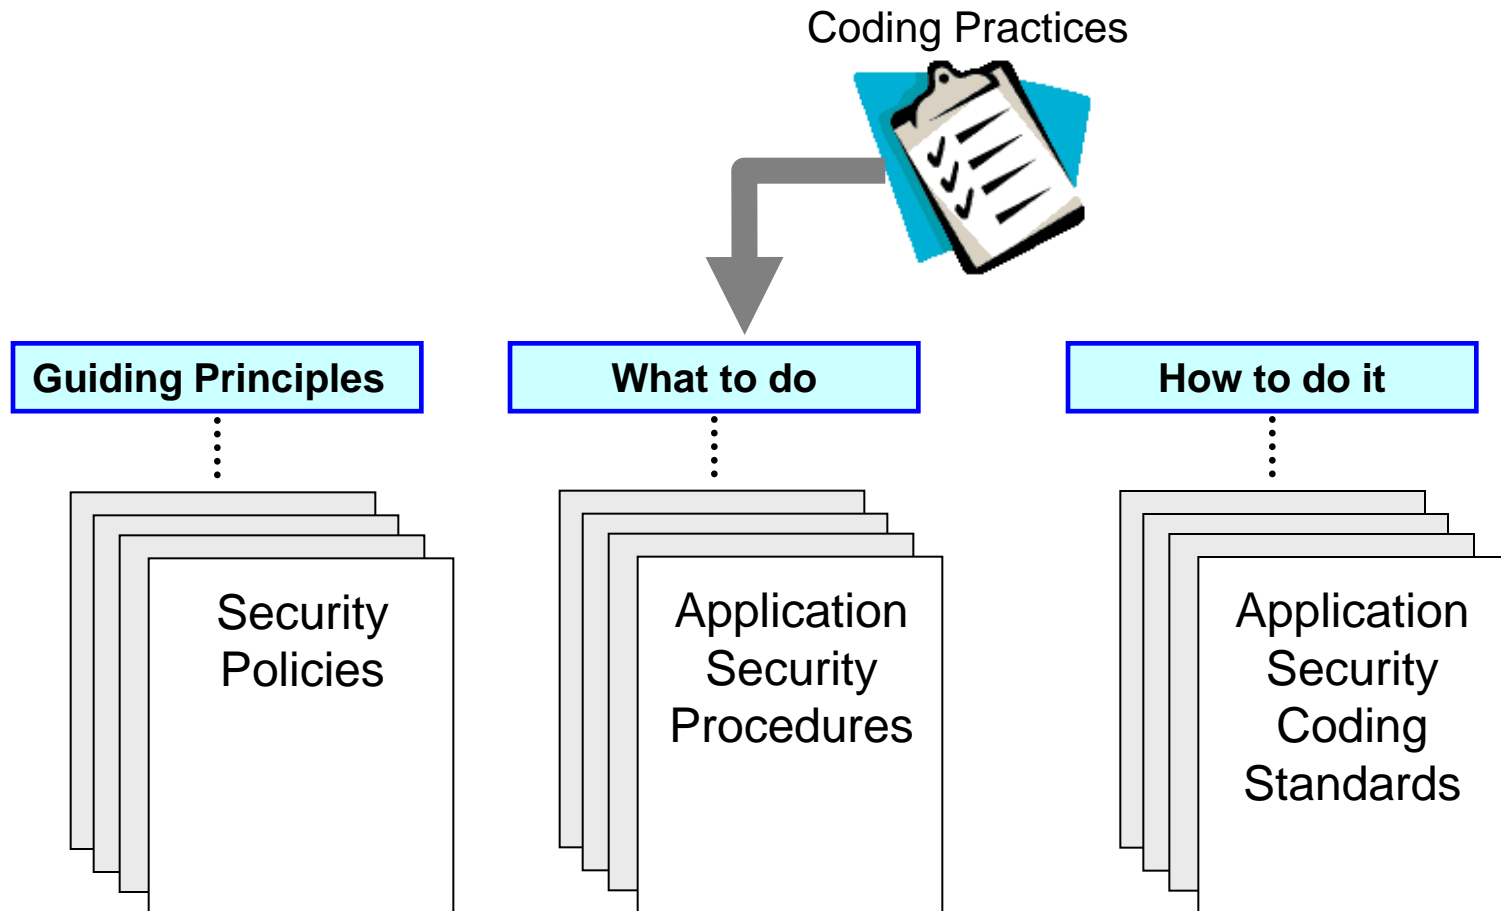 Coding Practices
Guiding Principles
What to do
How to do it
Security
Policies
Application
Security
Procedures
Application
Security
Coding
Standards